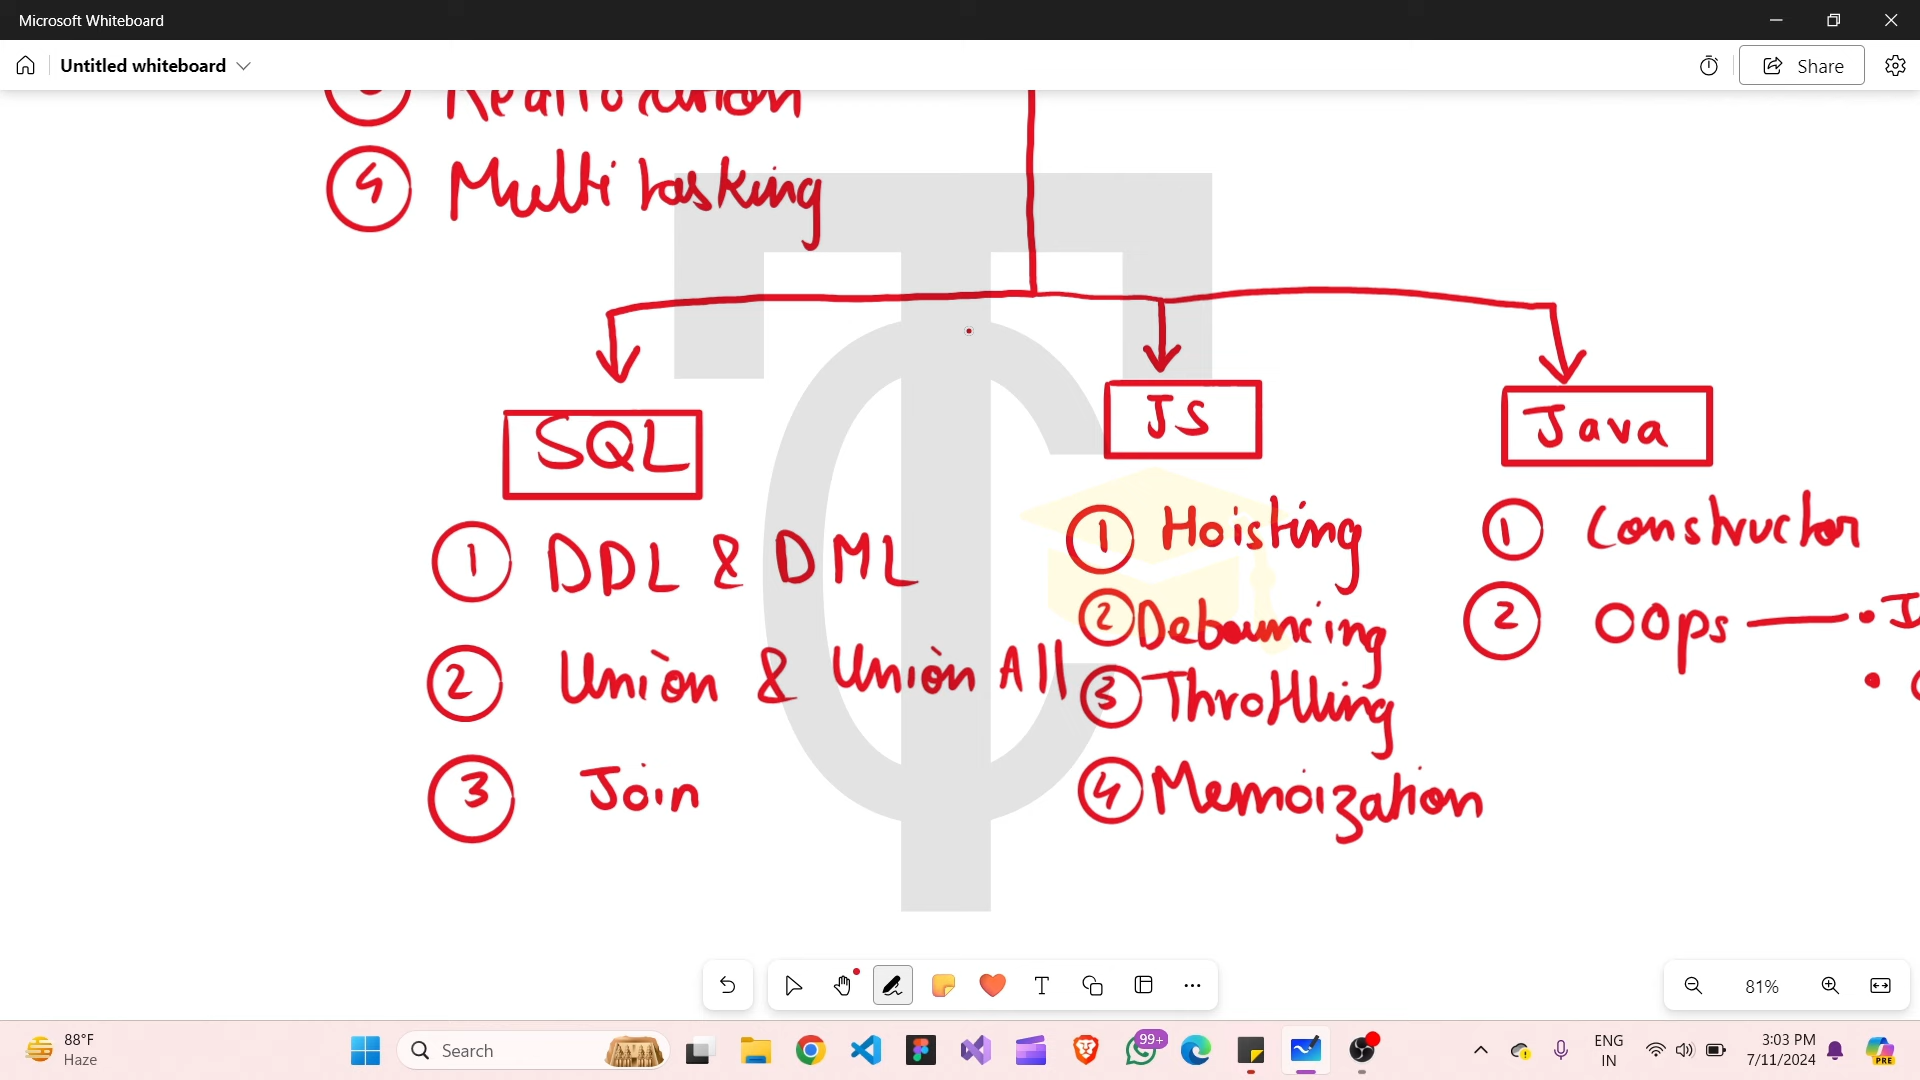 Microsoft Whiteboard
Untitled whiteboard
Share
4 Multi tasking
SQL
JS
Java
1 DDL & DML
2 Union & Union All
3 Join
1 Hoisting
2 Debouncing
3 Throttling
4 Memoization
1 Constructor
2 OOps
81%
88°F
Haze
Search
99+
ENG
IN
3:03 PM
7/11/2024
PRE